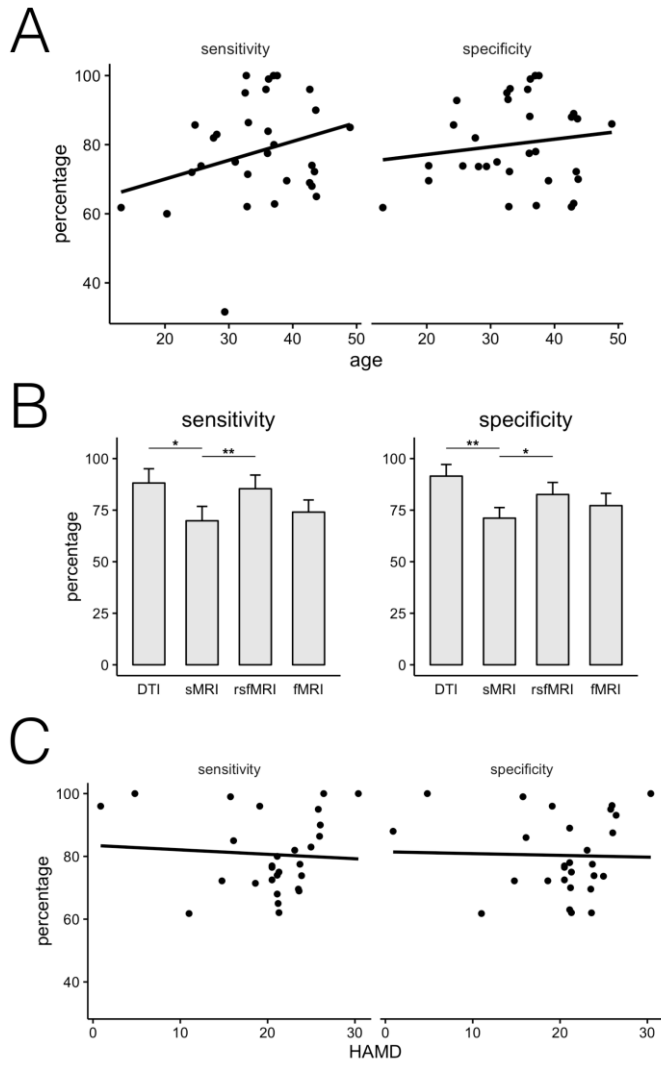 A
sensitivity specificity
percentage
100
80
60
40
20 30 40 50 20 30 40 50
age
B
sensitivity specificity
percentage
100 100
* ** ** *
75 75
50 50
25 25
0 0
DTI sMRI rsfMRI fMRI DTI sMRI rsfMRI fMRI
C
sensitivity specificity
percentage
100
80
60
40
0 10 20 30 0 10 20 30
HAMD